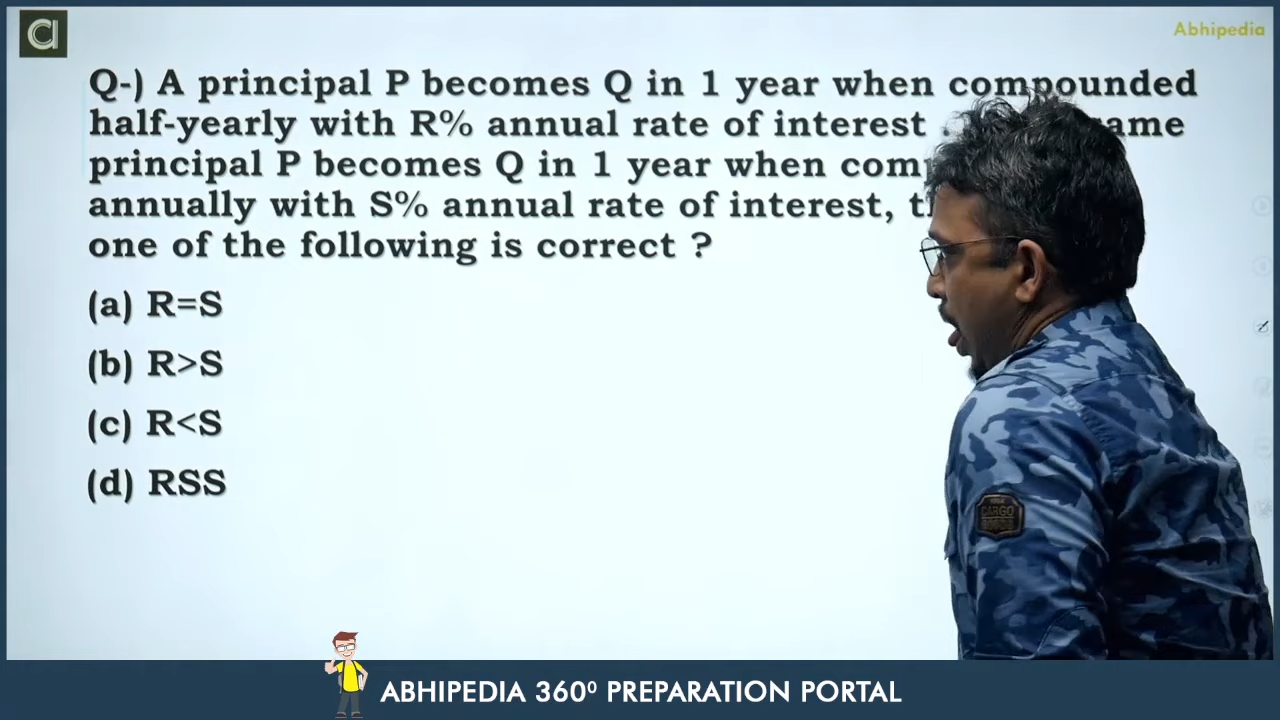 Abhipedia
Q-) A principal P becomes Q in 1 year when compounded
half-yearly with R% annual rate of interest .
principal P becomes Q in 1 year when
annually with S% annual rate of interest,
one of the following is correct ?
(a) R=S
(b) R>S
(c) R<S
(d) RSS
CARGO
ABHIPEDIA 360⁰ PREPARATION PORTAL